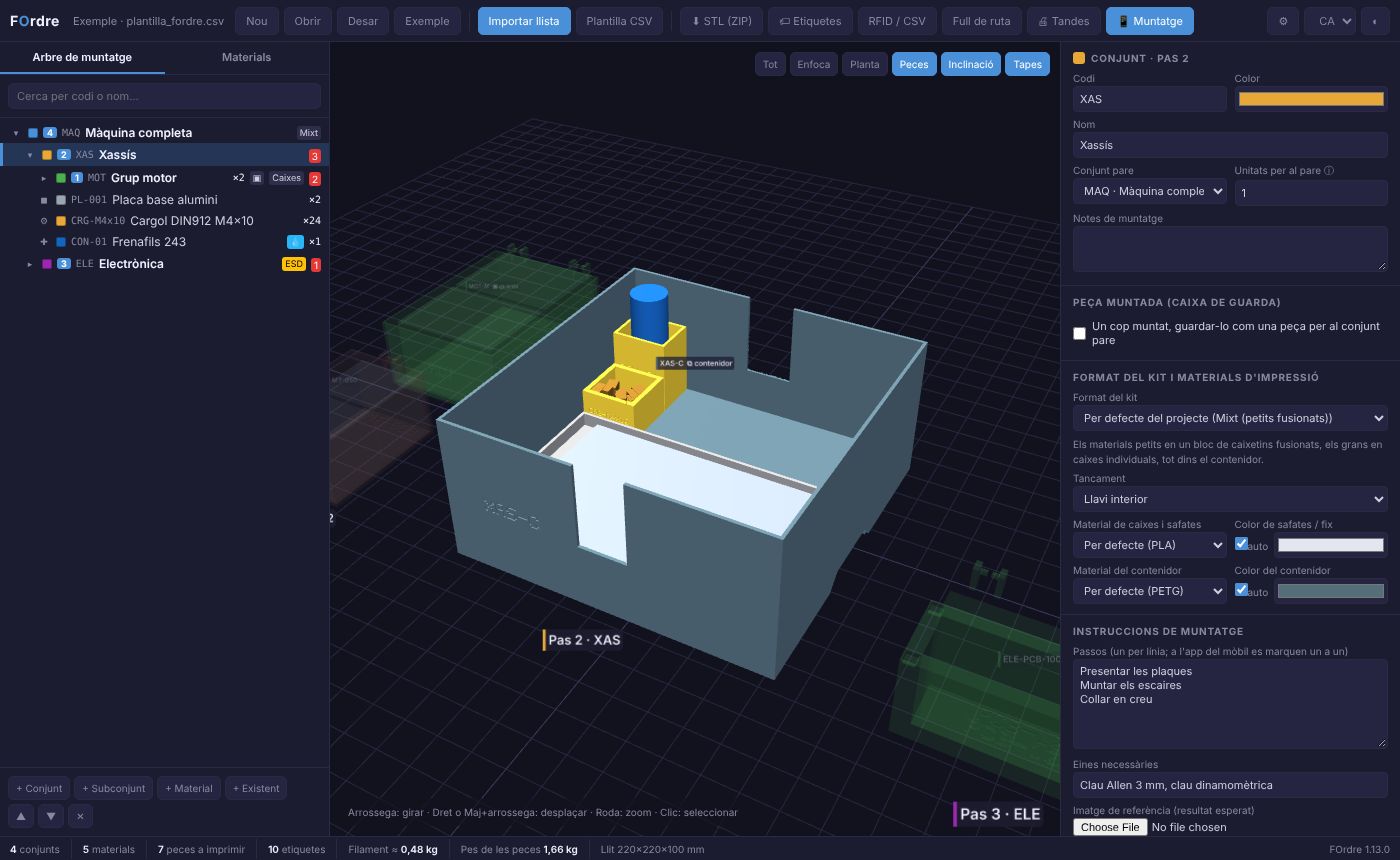 FOrdre Exemple · plantilla_fordre.csv Nou Obrir Desar Exemple Importar llista Plantilla CSV ⬇ STL (ZIP) 🏷 Etiquetes RFID / CSV Full de ruta 🖨 Tandes 📱 Muntatge ⚙ CA
Arbre de muntatge Materials
Cerca per codi o nom...
4 MAQ Màquina completa Mixt
2 XAS Xassís 3
1 MOT Grup motor ×2 Caixes 2
PL-001 Placa base alumini ×2
CRG-M4x10 Cargol DIN912 M4×10 ×24
CON-01 Frenafils 243 ×1
3 ELE Electrònica ESD 1
+ Conjunt + Subconjunt + Material + Existent
▲ ▼ ×
Tot Enfoca Planta Peces Inclinació Tapes
XAS-C ⧉ contenidor
Pas 2 · XAS
ELE-PCB-100
Pas 3 · ELE
Arrossega: girar · Dret o Maj+arrossega: desplaçar · Roda: zoom · Clic: seleccionar
CONJUNT · PAS 2
Codi Color
XAS
Nom
Xassís
Conjunt pare Unitats per al pare ⓘ
MAQ · Màquina comple 1
Notes de muntatge
PEÇA MUNTADA (CAIXA DE GUARDA)
Un cop muntat, guardar-lo com una peça per al conjunt
pare
FORMAT DEL KIT I MATERIALS D'IMPRESSIÓ
Format del kit
Per defecte del projecte (Mixt (petits fusionats))
Els materials petits en un bloc de caixetins fusionats, els grans en
caixes individuals, tot dins el contenidor.
Tancament
Llavi interior
Material de caixes i safates Color de safates / fix
Per defecte (PLA) auto
Material del contenidor Color del contenidor
Per defecte (PETG) auto
INSTRUCCIONS DE MUNTATGE
Passos (un per línia; a l'app del mòbil es marquen un a un)
Presentar les plaques
Muntar els escaires
Collar en creu
Eines necessàries
Clau Allen 3 mm, clau dinamomètrica
Imatge de referència (resultat esperat)
Choose File No file chosen
4 conjunts 5 materials 7 peces a imprimir 10 etiquetes Filament ≈ 0,48 kg Pes de les peces 1,66 kg Llit 220×220×100 mm FOrdre 1.13.0